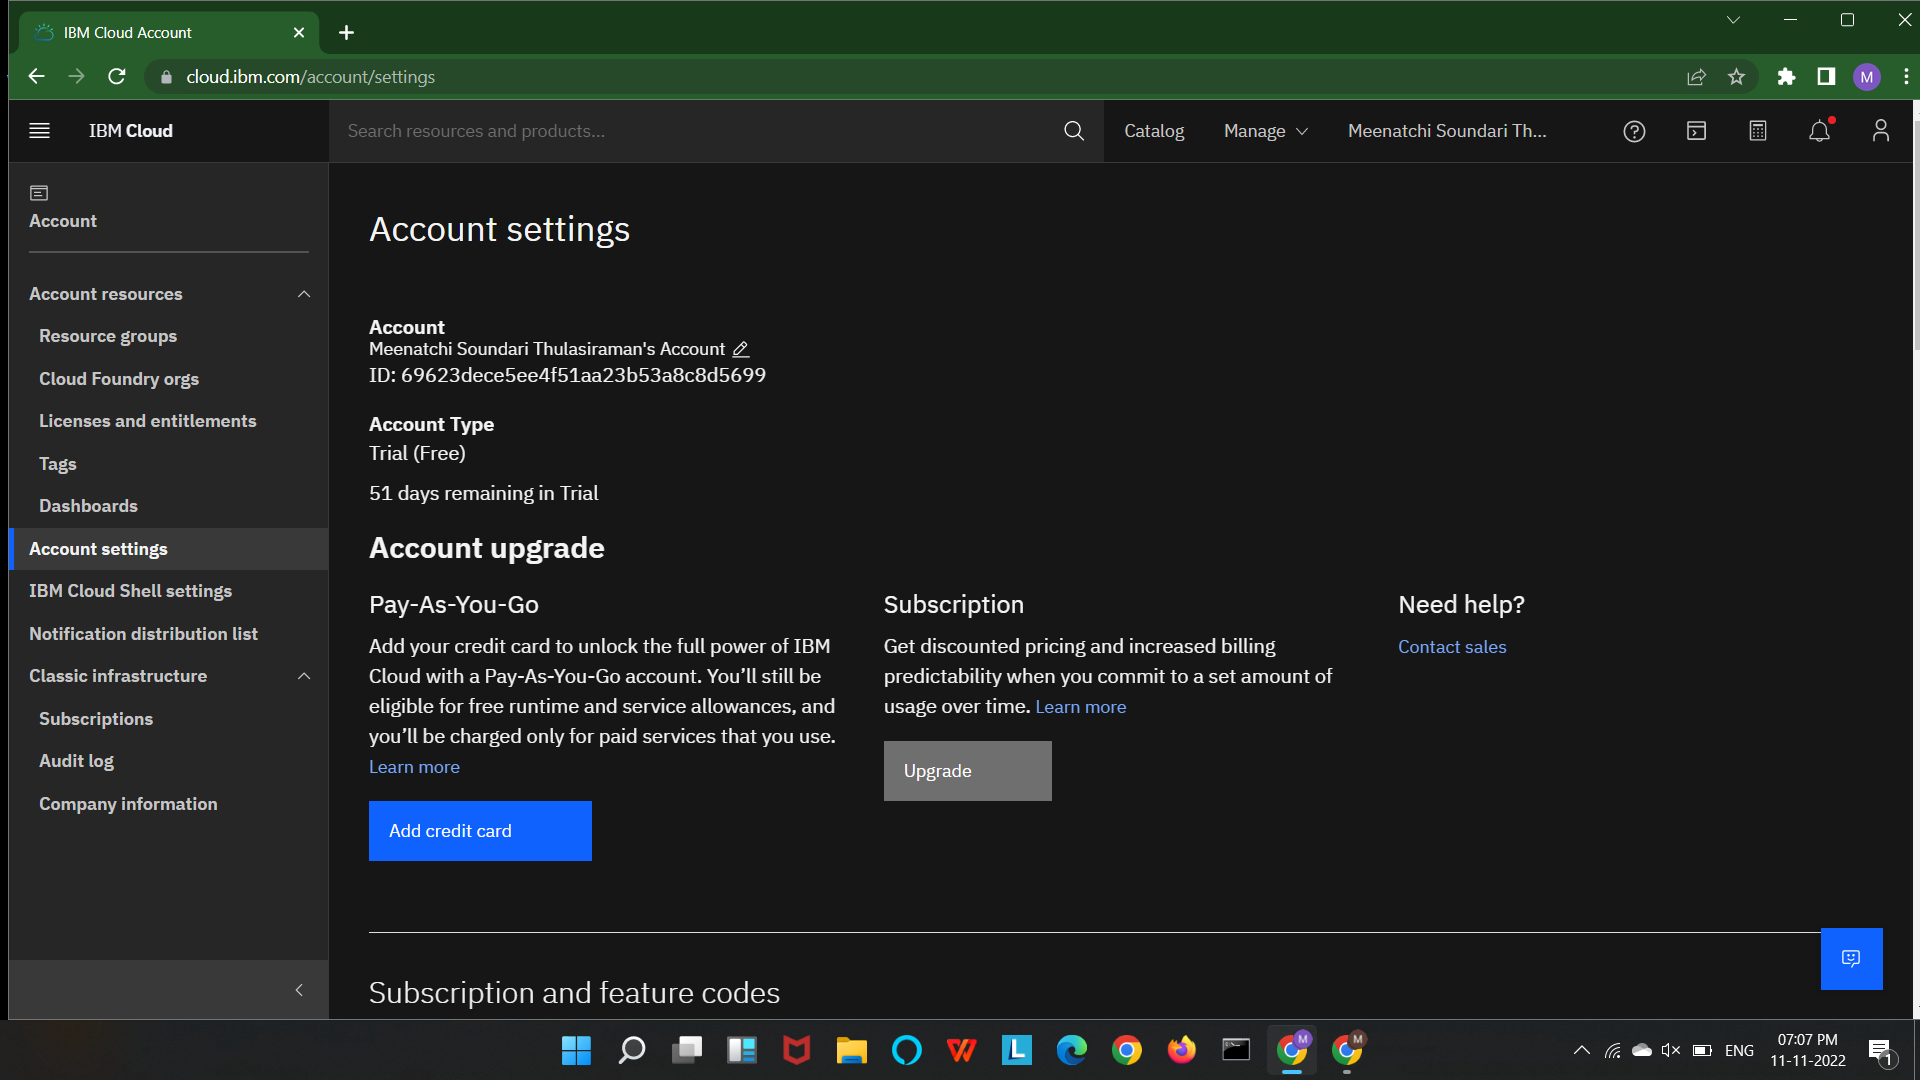 IBM Cloud Account
cloud.ibm.com/account/settings
M
IBM Cloud
Search resources and products...
Catalog
Manage
Meenatchi Soundari Th...
Account
Account resources
Resource groups
Cloud Foundry orgs
Licenses and entitlements
Tags
Dashboards
Account settings
IBM Cloud Shell settings
Notification distribution list
Classic infrastructure
Subscriptions
Audit log
Company information
Account settings
Account
Meenatchi Soundari Thulasiraman's Account
ID: 69623dece5ee4f51aa23b53a8c8d5699
Account Type
Trial (Free)
51 days remaining in Trial
Account upgrade
Pay-As-You-Go
Add your credit card to unlock the full power of IBM
Cloud with a Pay-As-You-Go account. You’ll still be
eligible for free runtime and service allowances, and
you’ll be charged only for paid services that you use.
Learn more
Add credit card
Subscription
Get discounted pricing and increased billing
predictability when you commit to a set amount of
usage over time. Learn more
Upgrade
Need help?
Contact sales
Subscription and feature codes
L
M
M
ENG
07:07 PM
11-11-2022
1